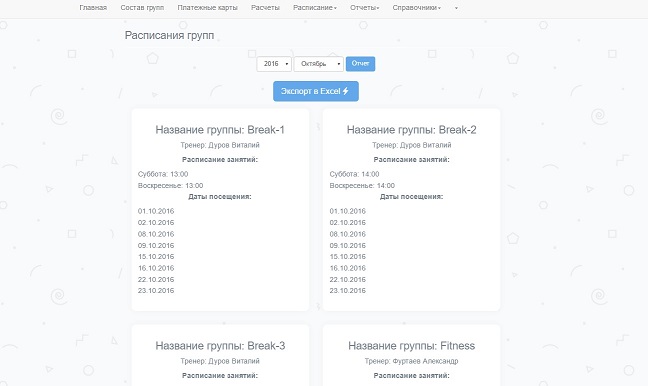 Главная Состав групп Платежные карты Расчеты Расписание Отчеты Справочники
Расписания групп
2016 Октябрь Отчет
Экспорт в Excel
Название группы: Break-1
Тренер: Дуров Виталий
Расписание занятий:
Суббота: 13:00
Воскресенье: 13:00
Даты посещения:
01.10.2016
02.10.2016
08.10.2016
09.10.2016
15.10.2016
16.10.2016
22.10.2016
23.10.2016
Название группы: Break-2
Тренер: Дуров Виталий
Расписание занятий:
Суббота: 14:00
Воскресенье: 14:00
Даты посещения:
01.10.2016
02.10.2016
08.10.2016
09.10.2016
15.10.2016
16.10.2016
22.10.2016
23.10.2016
Название группы: Break-3
Тренер: Дуров Виталий
Расписание занятий:
Название группы: Fitness
Тренер: Фуртаев Александр
Расписание занятий: